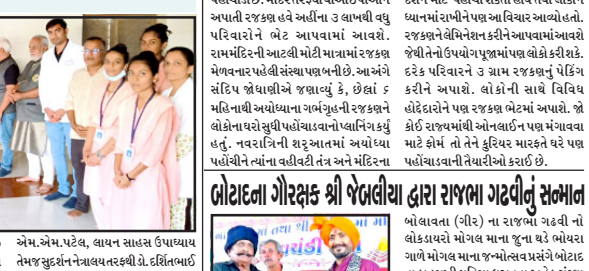 અપાતી રજકણ હવે અહીંના ૩ લાખથી વધુ
પરિવારોને ભેટ આપવામાં આવશે.
રામમંદિરની આટલી મોટી માત્રામાં રજકણ
મેળવનાર પહેલી સંસ્થા પણ બની છે. આ અંગે
સંદિપ જોધાણીએ જણાવ્યું કે, છેલ્લાં ૬
મહિનાથી અયોધ્યાના ગર્ભગૃહની રજકણને
લોકોના ઘરો સુધી પહોંચાડવાનો પ્લાનિંગ કર્યું
હતું. નવરાત્રિની શરૂઆતમાં અયોધ્યા
પહોંચીને ત્યાંના વહીવટી તંત્ર અને મંદિરના
ધ્યાનમાં રાખીને પણ આ વિચાર આવ્યો હતો.
રજકણને લેમિનેશન કરીને આપવામાં આવશે
જેથી તેનો ઉપયોગ પૂજામાં પણ લોકો કરી શકે.
દરેક પરિવારને ૩ ગ્રામ રજકણનું પેકિંગ
કરીને અપાશે. લોકોની સાથે વિવિધ
હોદ્દેદારોને પણ રજકણ ભેટમાં અપાશે. જો
કોઈ રાજ્યમાંથી ઓનલાઈન પણ મંગાવવા
માટે ફોર્મ તો તેને કુરિયર મારફતે ઘરે પણ
પહોંચાડવાની તૈયારીઓ કરાઈ છે.
એમ.એમ.પટેલ, લાયન સાહસ ઉપાધ્યાય
તેમજ સુદર્શન નેત્રાલય તરફથી ડો. દર્શિતભાઈ
બોટાદના ગૌરક્ષક શ્રી જેબલીયા દ્વારા રાજભા ગઢવીનું સન્માન
બોલાવતા (ગીર) ના રાજભા ગઢવી નો
લોકડાયરો મોગલ માના જુના થડે ભોયરા
ગાળે મોગલ માના જન્મોત્સવ પ્રસંગે બોટાદ